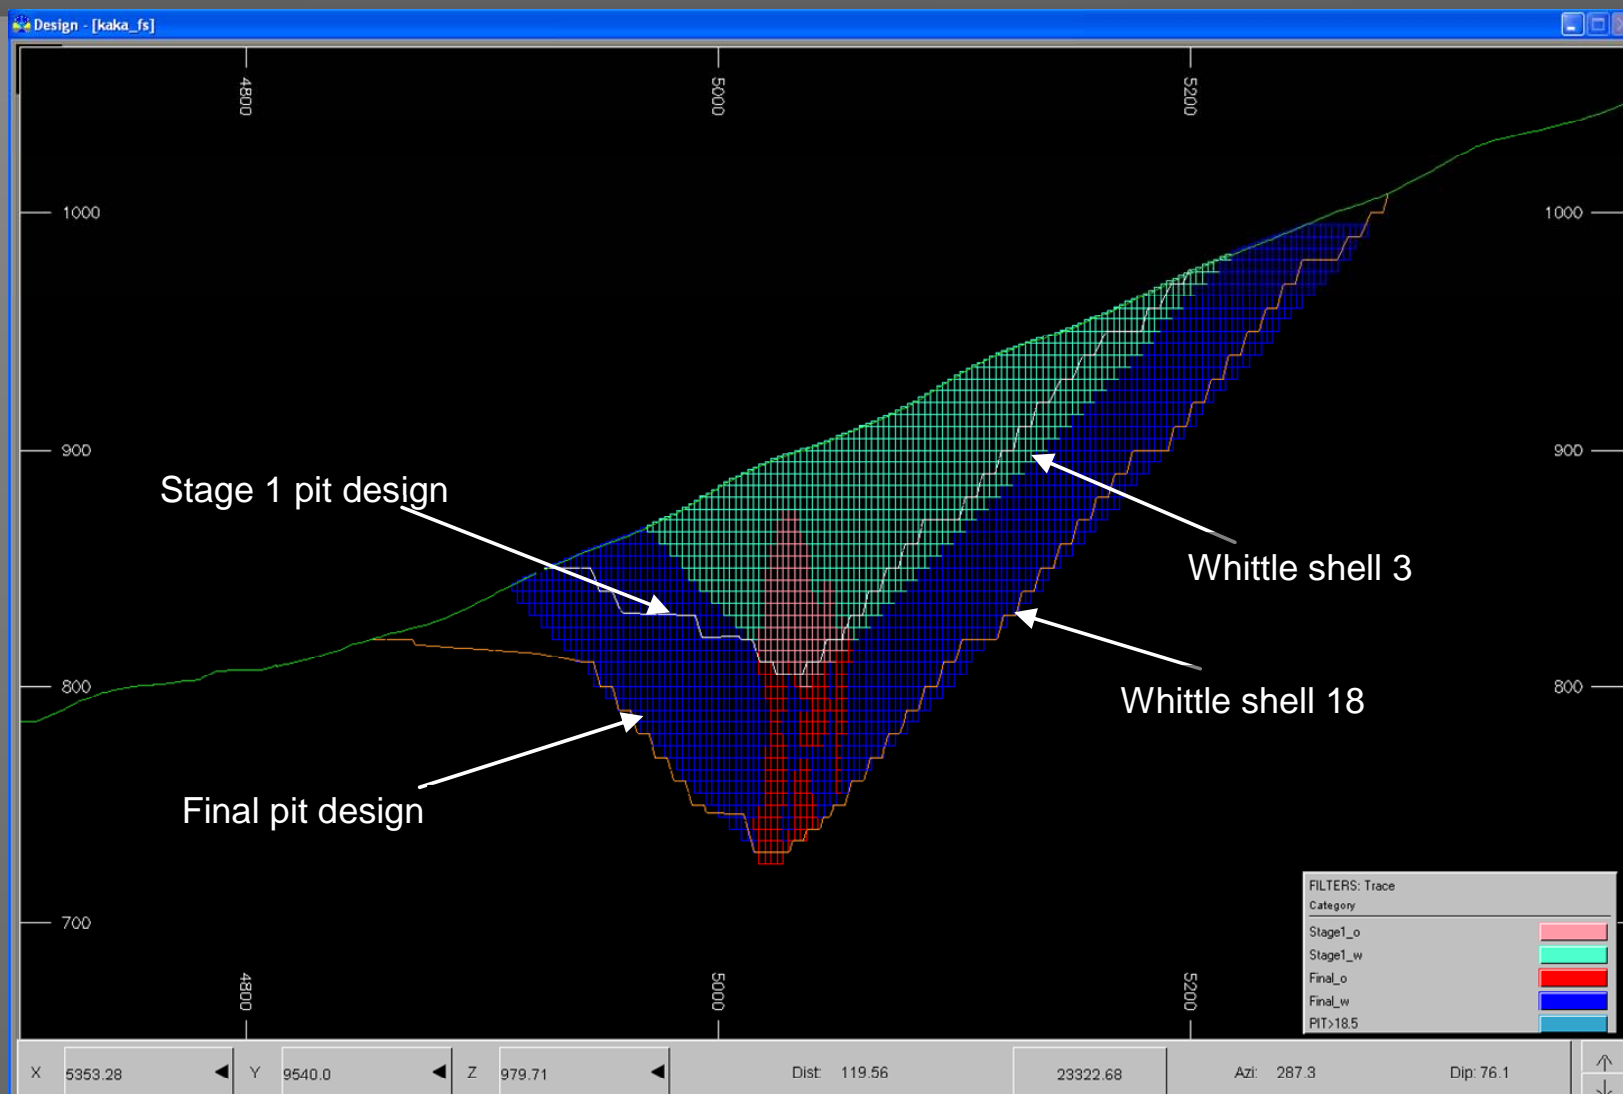 Design - [kaka_fs]
4800 5000 5200
1000 1000
900 900
Stage 1 pit design
Whittle shell 3
800 800
Whittle shell 18
Final pit design
700
FILTERS: Trace
Category
Stage1_o
Stage1_w
Final_o
Final_w
PIT>18.5
4800 5000 5200
X 5353.28 Y 9540.0 Z 979.71 Dist: 119.56 23322.68 Azi: 287.3 Dip: 76.1